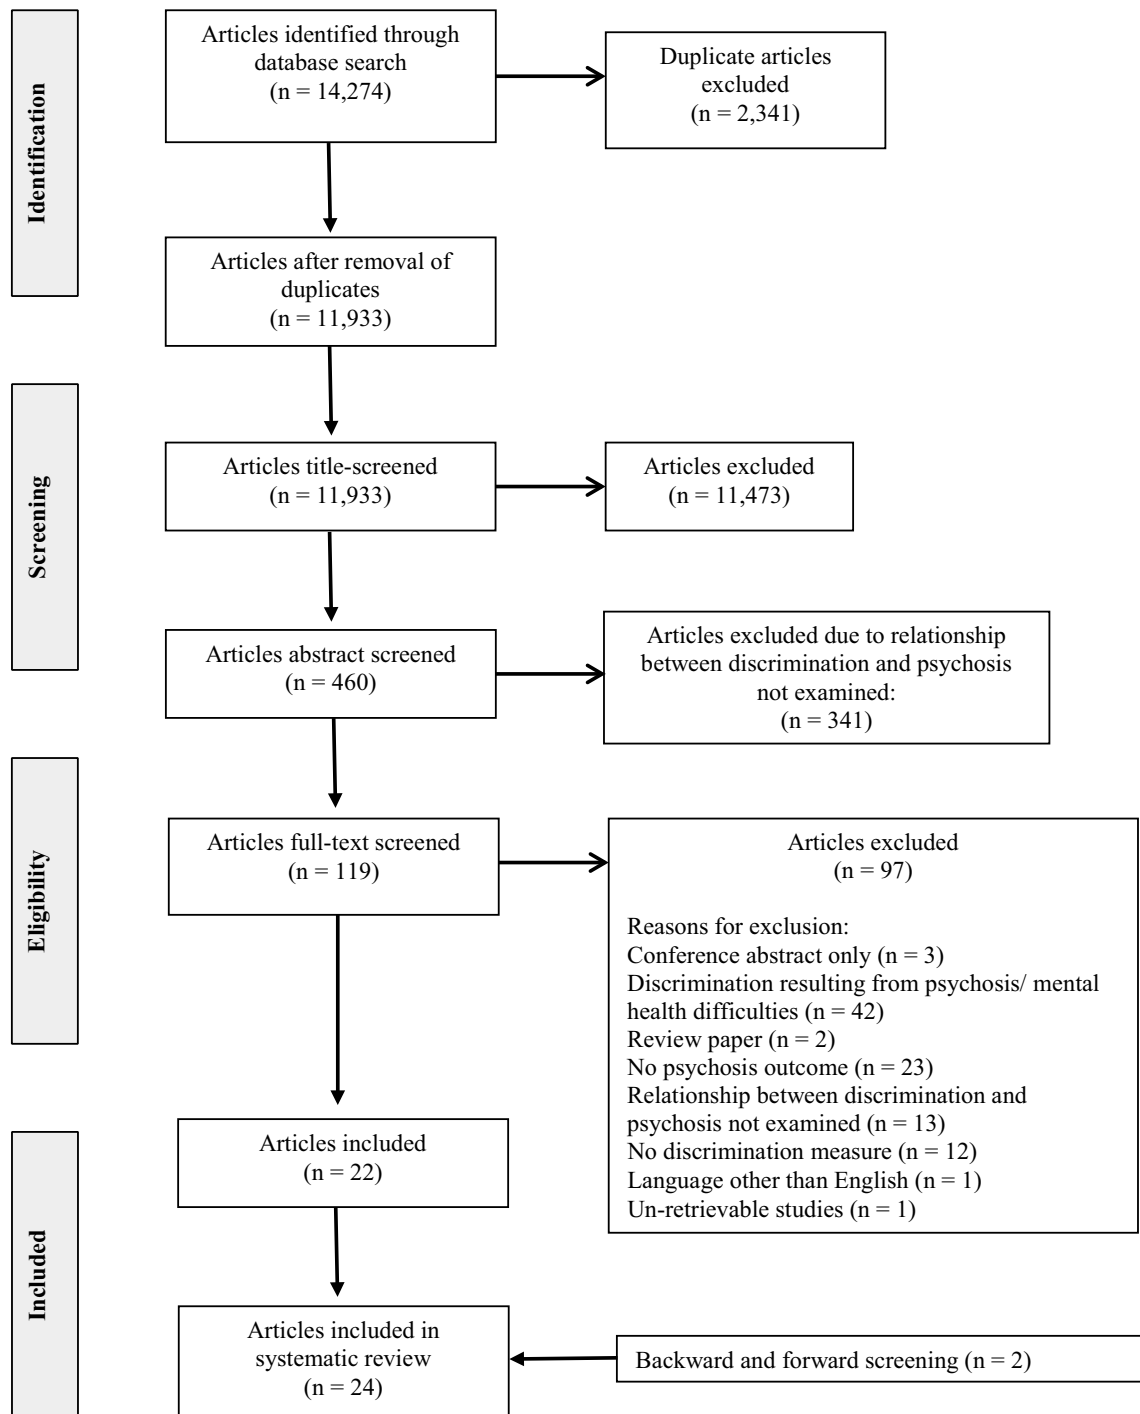 Identification
Articles identified through
database search
(n = 14,274)
Duplicate articles
excluded
(n = 2,341)
Articles after removal of
duplicates
(n = 11,933)
Screening
Articles title-screened
(n = 11,933)
Articles excluded
(n = 11,473)
Articles abstract screened
(n = 460)
Articles excluded due to relationship
between discrimination and psychosis
not examined:
(n = 341)
Eligibility
Articles full-text screened
(n = 119)
Articles excluded
(n = 97)
Reasons for exclusion:
Conference abstract only (n = 3)
Discrimination resulting from psychosis/ mental
health difficulties (n = 42)
Review paper (n = 2)
No psychosis outcome (n = 23)
Relationship between discrimination and
psychosis not examined (n = 13)
No discrimination measure (n = 12)
Language other than English (n = 1)
Un-retrievable studies (n = 1)
Included
Articles included
(n = 22)
Articles included in
systematic review
(n = 24)
Backward and forward screening (n = 2)